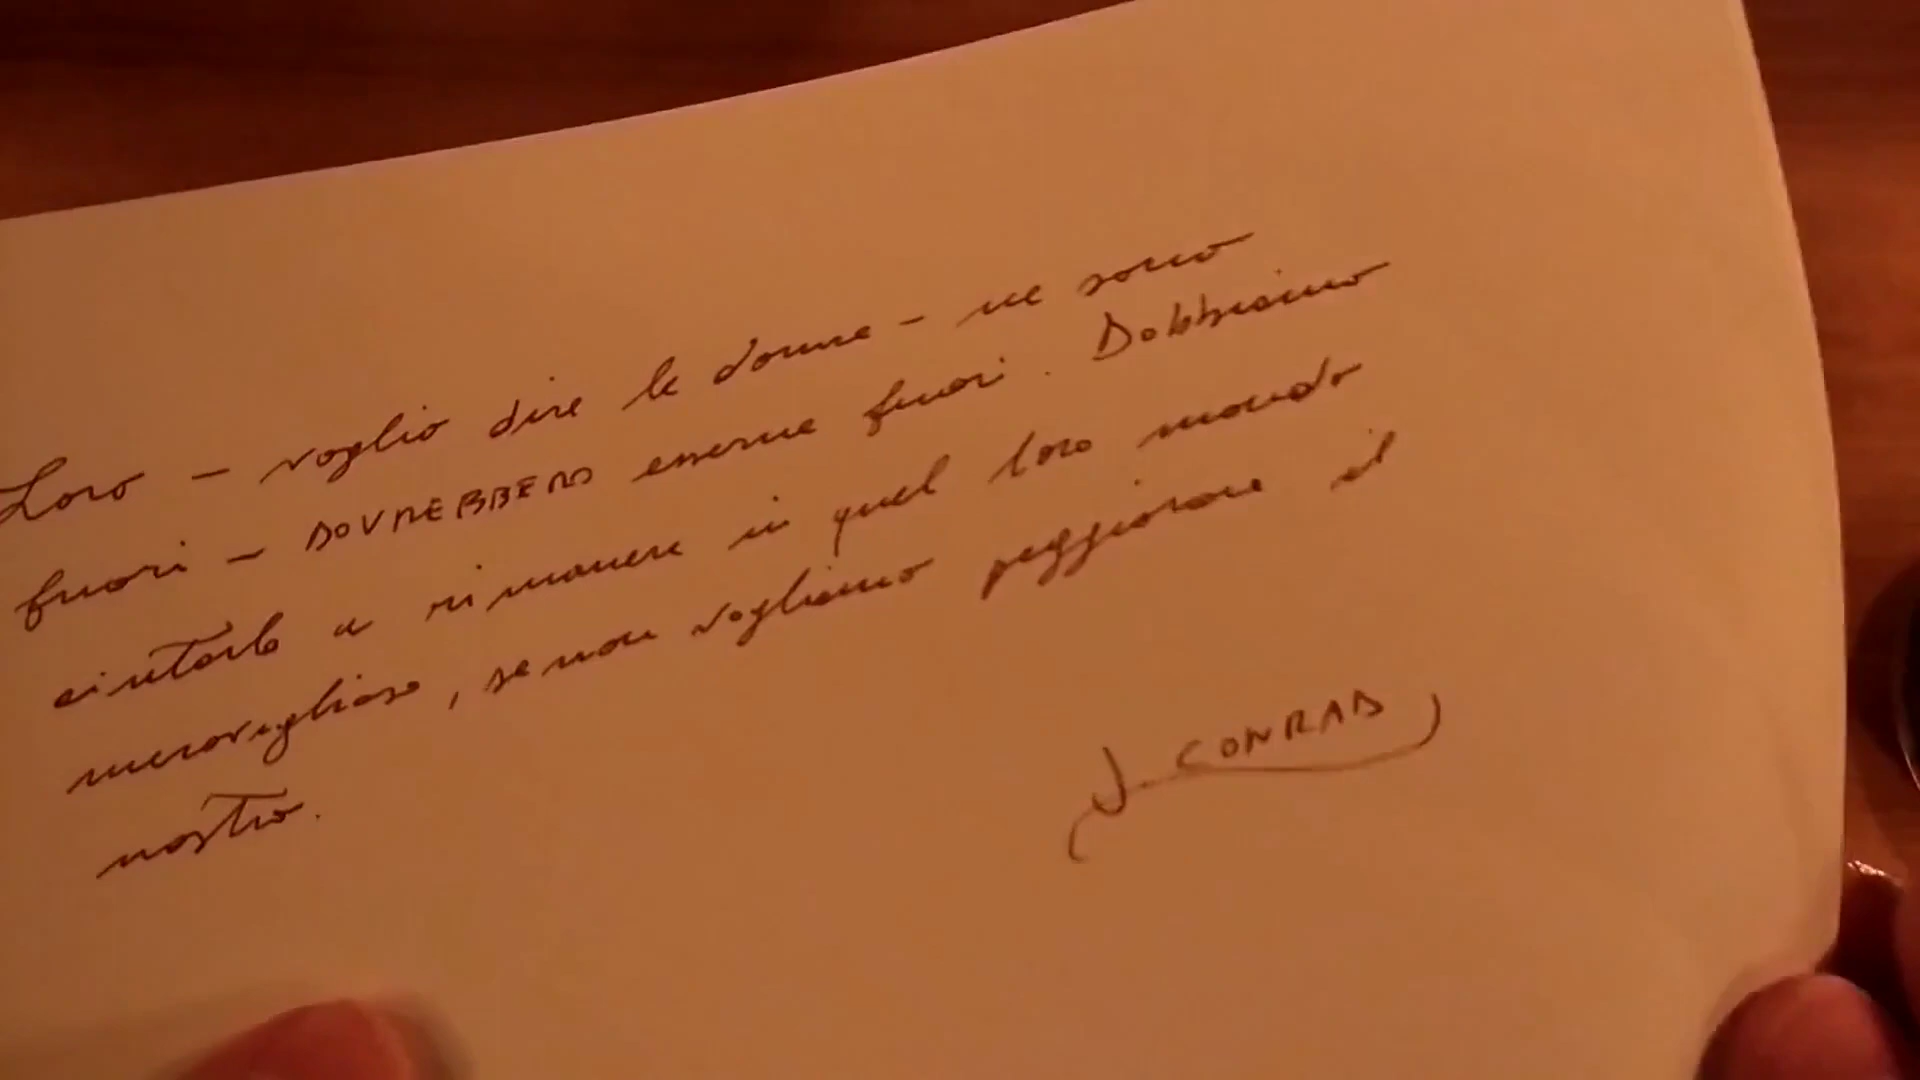 Loro - voglio dire le donne - ne sono
fuori - DOVREBBERO esserne fuori. Dobbiamo
aiutarle a rimanere in quel loro mondo
meraviglioso, se non vogliamo peggiorare il
nostro.
J. CONRAD